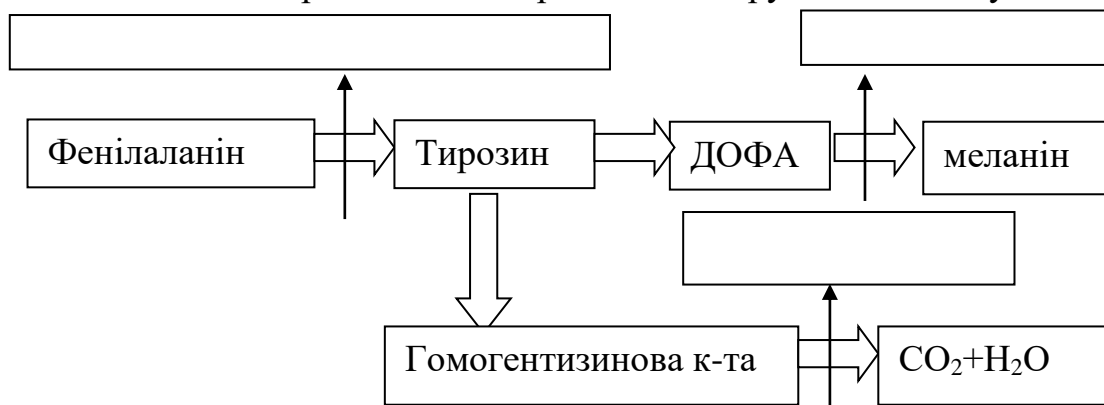 Фенілаланін
Тирозин
ДОФА
меланін
Гомогентизинова к-та
CO₂+H₂O